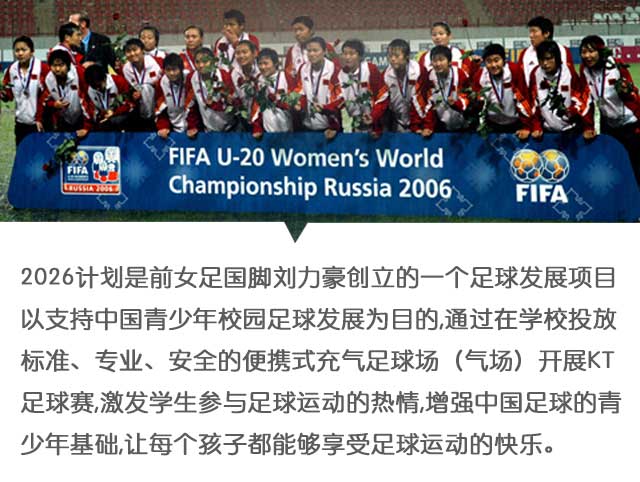 FIFA U-20 Women's World
Championship Russia 2006
FIFA
RUSSIA 2006
FIFA
2026计划是前女足国脚刘力豪创立的一个足球发展项目
以支持中国青少年校园足球发展为目的,通过在学校投放
标准、专业、安全的便携式充气足球场（气场）开展KT
足球赛,激发学生参与足球运动的热情,增强中国足球的青
少年基础,让每个孩子都能够享受足球运动的快乐。